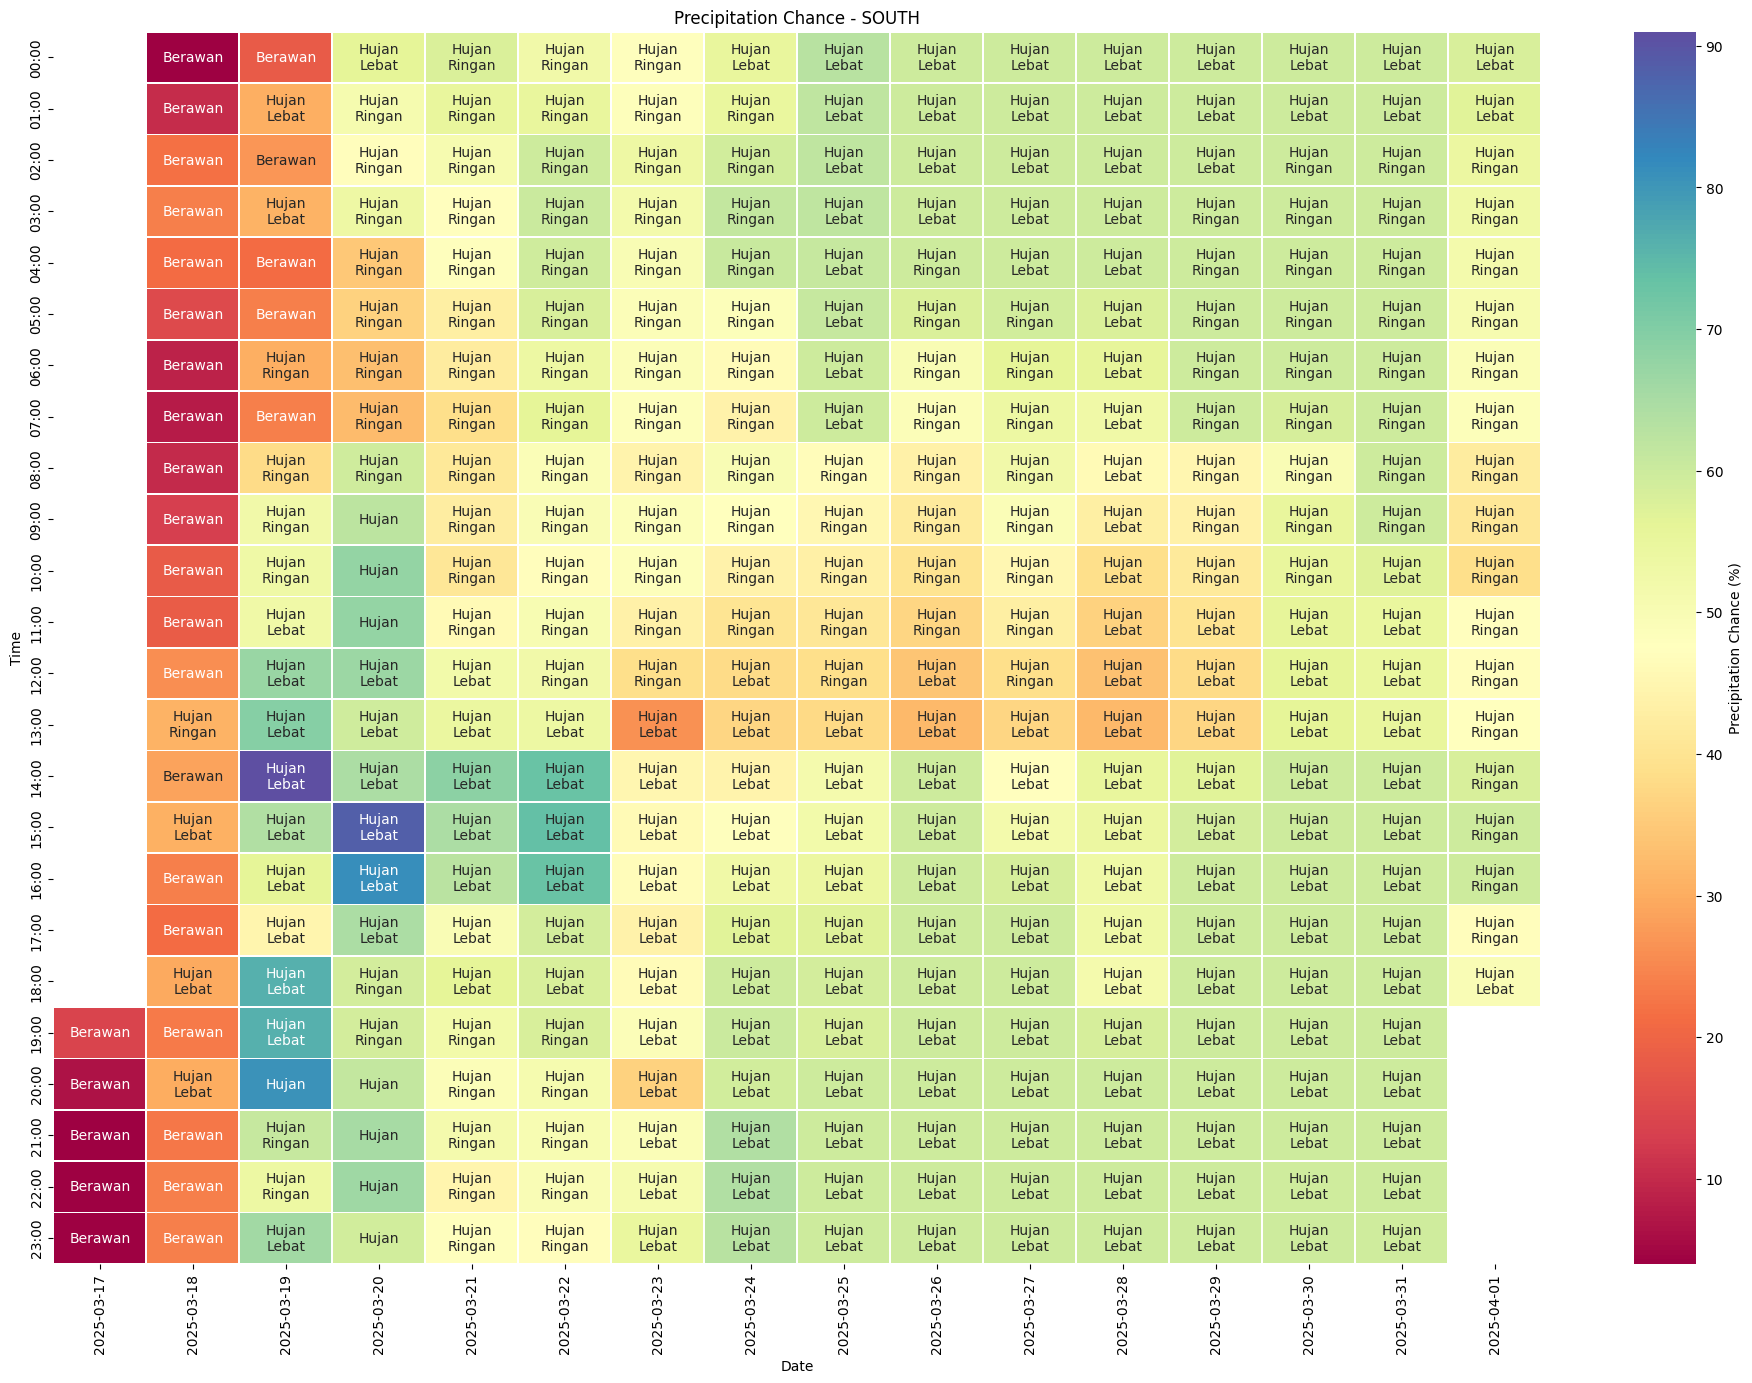 Precipitation Chance - SOUTH
00:00 Berawan Berawan Hujan Lebat Hujan Ringan Hujan Ringan Hujan Ringan Hujan Lebat Hujan Lebat Hujan Lebat Hujan Lebat Hujan Lebat Hujan Lebat Hujan Lebat Hujan Lebat Hujan Lebat
01:00 Berawan Hujan Lebat Hujan Ringan Hujan Ringan Hujan Ringan Hujan Ringan Hujan Ringan Hujan Lebat Hujan Lebat Hujan Lebat Hujan Lebat Hujan Lebat Hujan Lebat Hujan Lebat Hujan Lebat
02:00 Berawan Berawan Hujan Ringan Hujan Ringan Hujan Ringan Hujan Ringan Hujan Ringan Hujan Lebat Hujan Lebat Hujan Lebat Hujan Lebat Hujan Lebat Hujan Ringan Hujan Ringan Hujan Ringan
03:00 Berawan Hujan Lebat Hujan Ringan Hujan Ringan Hujan Ringan Hujan Ringan Hujan Ringan Hujan Lebat Hujan Lebat Hujan Lebat Hujan Lebat Hujan Ringan Hujan Ringan Hujan Ringan Hujan Ringan
04:00 Berawan Berawan Hujan Ringan Hujan Ringan Hujan Ringan Hujan Ringan Hujan Ringan Hujan Lebat Hujan Ringan Hujan Lebat Hujan Lebat Hujan Ringan Hujan Ringan Hujan Ringan Hujan Ringan
05:00 Berawan Berawan Hujan Ringan Hujan Ringan Hujan Ringan Hujan Ringan Hujan Ringan Hujan Lebat Hujan Ringan Hujan Ringan Hujan Lebat Hujan Ringan Hujan Ringan Hujan Ringan Hujan Ringan
06:00 Berawan Hujan Ringan Hujan Ringan Hujan Ringan Hujan Ringan Hujan Ringan Hujan Ringan Hujan Lebat Hujan Ringan Hujan Ringan Hujan Lebat Hujan Ringan Hujan Ringan Hujan Ringan Hujan Ringan
07:00 Berawan Berawan Hujan Ringan Hujan Ringan Hujan Ringan Hujan Ringan Hujan Ringan Hujan Lebat Hujan Ringan Hujan Ringan Hujan Lebat Hujan Ringan Hujan Ringan Hujan Ringan Hujan Ringan
08:00 Berawan Hujan Ringan Hujan Ringan Hujan Ringan Hujan Ringan Hujan Ringan Hujan Ringan Hujan Ringan Hujan Ringan Hujan Ringan Hujan Lebat Hujan Ringan Hujan Ringan Hujan Ringan Hujan Ringan
09:00 Berawan Hujan Ringan Hujan Hujan Ringan Hujan Ringan Hujan Ringan Hujan Ringan Hujan Ringan Hujan Ringan Hujan Ringan Hujan Lebat Hujan Ringan Hujan Ringan Hujan Ringan Hujan Ringan
10:00 Berawan Hujan Ringan Hujan Hujan Ringan Hujan Ringan Hujan Ringan Hujan Ringan Hujan Ringan Hujan Ringan Hujan Ringan Hujan Lebat Hujan Ringan Hujan Ringan Hujan Lebat Hujan Ringan
11:00 Berawan Hujan Lebat Hujan Hujan Ringan Hujan Ringan Hujan Ringan Hujan Ringan Hujan Ringan Hujan Ringan Hujan Ringan Hujan Lebat Hujan Lebat Hujan Lebat Hujan Lebat Hujan Ringan
12:00 Berawan Hujan Lebat Hujan Lebat Hujan Lebat Hujan Ringan Hujan Ringan Hujan Lebat Hujan Ringan Hujan Lebat Hujan Ringan Hujan Lebat Hujan Lebat Hujan Lebat Hujan Lebat Hujan Ringan
13:00 Hujan Ringan Hujan Lebat Hujan Lebat Hujan Lebat Hujan Lebat Hujan Lebat Hujan Lebat Hujan Lebat Hujan Lebat Hujan Lebat Hujan Lebat Hujan Lebat Hujan Lebat Hujan Lebat Hujan Ringan
14:00 Berawan Hujan Lebat Hujan Lebat Hujan Lebat Hujan Lebat Hujan Lebat Hujan Lebat Hujan Lebat Hujan Lebat Hujan Lebat Hujan Lebat Hujan Lebat Hujan Lebat Hujan Lebat Hujan Ringan
15:00 Hujan Lebat Hujan Lebat Hujan Lebat Hujan Lebat Hujan Lebat Hujan Lebat Hujan Lebat Hujan Lebat Hujan Lebat Hujan Lebat Hujan Lebat Hujan Lebat Hujan Lebat Hujan Lebat Hujan Ringan
16:00 Berawan Hujan Lebat Hujan Lebat Hujan Lebat Hujan Lebat Hujan Lebat Hujan Lebat Hujan Lebat Hujan Lebat Hujan Lebat Hujan Lebat Hujan Lebat Hujan Lebat Hujan Lebat Hujan Ringan
17:00 Berawan Hujan Lebat Hujan Lebat Hujan Lebat Hujan Lebat Hujan Lebat Hujan Lebat Hujan Lebat Hujan Lebat Hujan Lebat Hujan Lebat Hujan Lebat Hujan Lebat Hujan Lebat Hujan Ringan
18:00 Hujan Lebat Hujan Lebat Hujan Ringan Hujan Lebat Hujan Lebat Hujan Lebat Hujan Lebat Hujan Lebat Hujan Lebat Hujan Lebat Hujan Lebat Hujan Lebat Hujan Lebat Hujan Lebat Hujan Lebat
19:00 Berawan Berawan Hujan Lebat Hujan Ringan Hujan Ringan Hujan Ringan Hujan Lebat Hujan Lebat Hujan Lebat Hujan Lebat Hujan Lebat Hujan Lebat Hujan Lebat Hujan Lebat Hujan Lebat
20:00 Berawan Hujan Lebat Hujan Hujan Hujan Ringan Hujan Ringan Hujan Lebat Hujan Lebat Hujan Lebat Hujan Lebat Hujan Lebat Hujan Lebat Hujan Lebat Hujan Lebat Hujan Lebat
21:00 Berawan Berawan Hujan Ringan Hujan Hujan Ringan Hujan Ringan Hujan Lebat Hujan Lebat Hujan Lebat Hujan Lebat Hujan Lebat Hujan Lebat Hujan Lebat Hujan Lebat Hujan Lebat
22:00 Berawan Berawan Hujan Ringan Hujan Hujan Ringan Hujan Ringan Hujan Lebat Hujan Lebat Hujan Lebat Hujan Lebat Hujan Lebat Hujan Lebat Hujan Lebat Hujan Lebat Hujan Lebat
23:00 Berawan Berawan Hujan Lebat Hujan Hujan Ringan Hujan Ringan Hujan Lebat Hujan Lebat Hujan Lebat Hujan Lebat Hujan Lebat Hujan Lebat Hujan Lebat Hujan Lebat Hujan Lebat
Time
2025-03-17 2025-03-18 2025-03-19 2025-03-20 2025-03-21 2025-03-22 2025-03-23 2025-03-24 2025-03-25 2025-03-26 2025-03-27 2025-03-28 2025-03-29 2025-03-30 2025-03-31 2025-04-01
Date
90
80
70
60
50
40
30
20
10
Precipitation Chance (%)